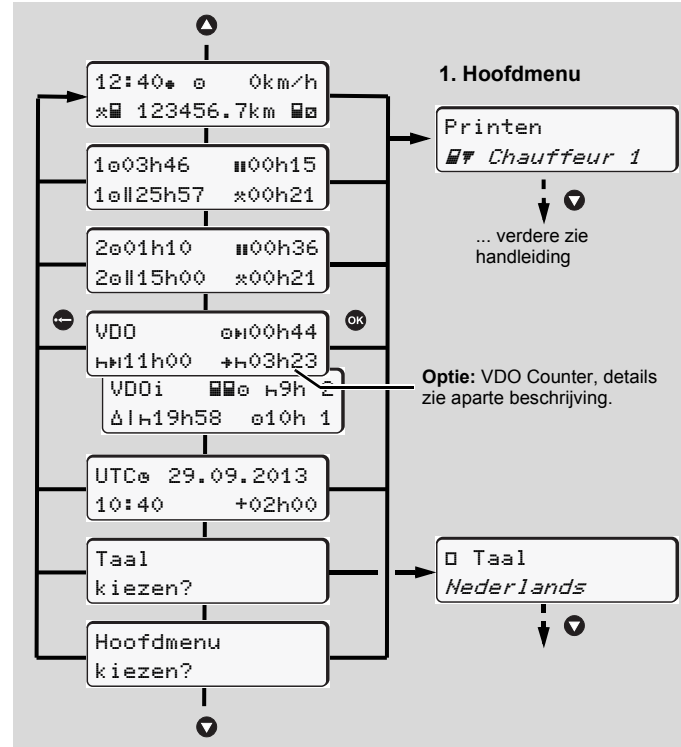 12:40 0km/h
123456.7km
1 03h46 00h15
1 25h57 00h21
2 01h10 00h36
2 15h00 00h21
VDO 00h44
11h00 03h23
VDOi 9h 2
19h58 10h 1
UTC 29.09.2013
10:40 +02h00
Taal
kiezen?
Hoofdmenu
kiezen?
OK
1. Hoofdmenu
Printen
Chauffeur 1
... verdere zie
handleiding
Optie: VDO Counter, details
zie aparte beschrijving.
Taal
Nederlands